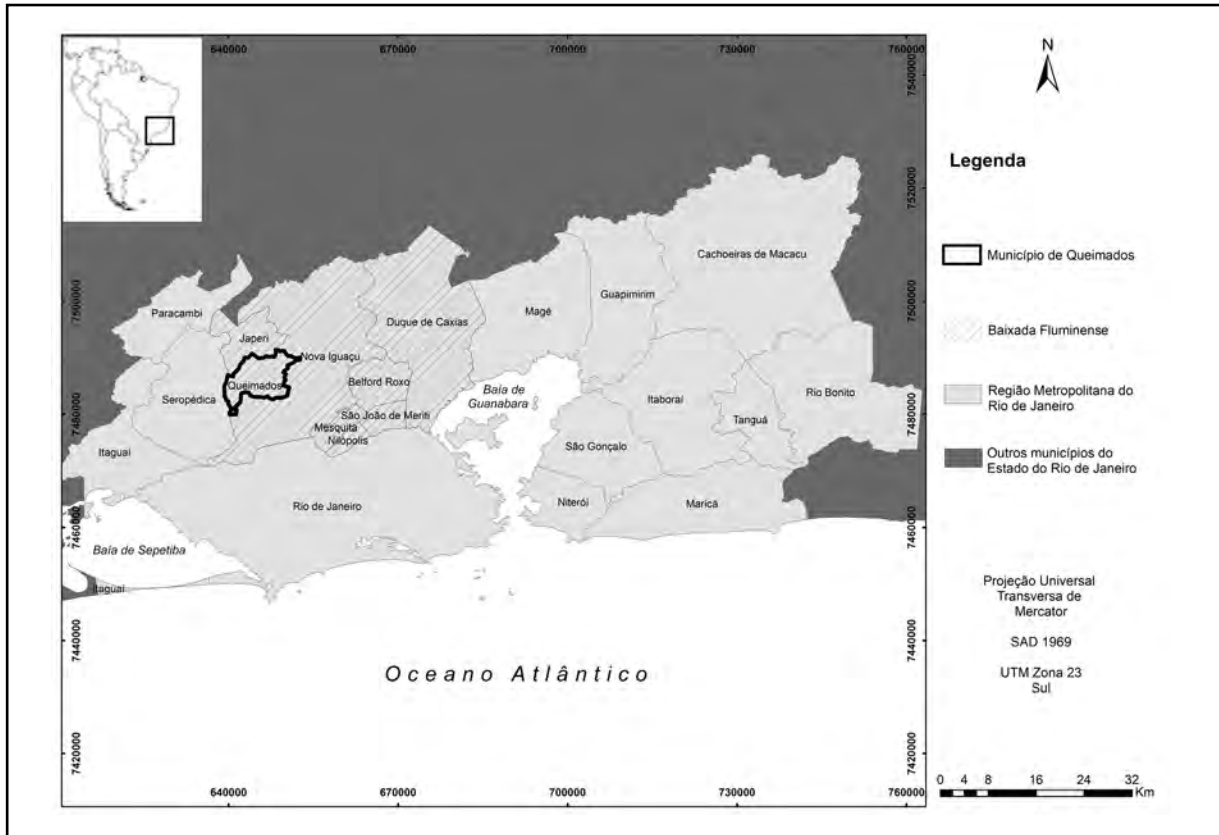 640000
670000
700000
730000
760000
7540000
7520000
7500000
7480000
7460000
7440000
7420000
7500000
7480000
7460000
7440000
7420000
Cachoeiras de Macacu
Guapimirim
Paracambi
Magé
Duque de Caxias
Japeri
Nova Iguaçu
Queimados
Belford Roxo
Seropédica
Baía de
Guanabara
Itaboraí
Rio Bonito
São João de Meriti
Tanguá
Mesquita
Nilópolis
São Gonçalo
Itaguaí
Rio de Janeiro
Niterói
Maricá
Baía de Sepetiba
Itaguaí
Oceano Atlântico
640000
670000
700000
730000
760000
N
Legenda
Município de Queimados
Baixada Fluminense
Região Metropolitana do
Rio de Janeiro
Outros municípios do
Estado do Rio de Janeiro
Projeção Universal
Transversa de
Mercator
SAD 1969
UTM Zona 23
Sul
0 4 8 16 24 32
Km